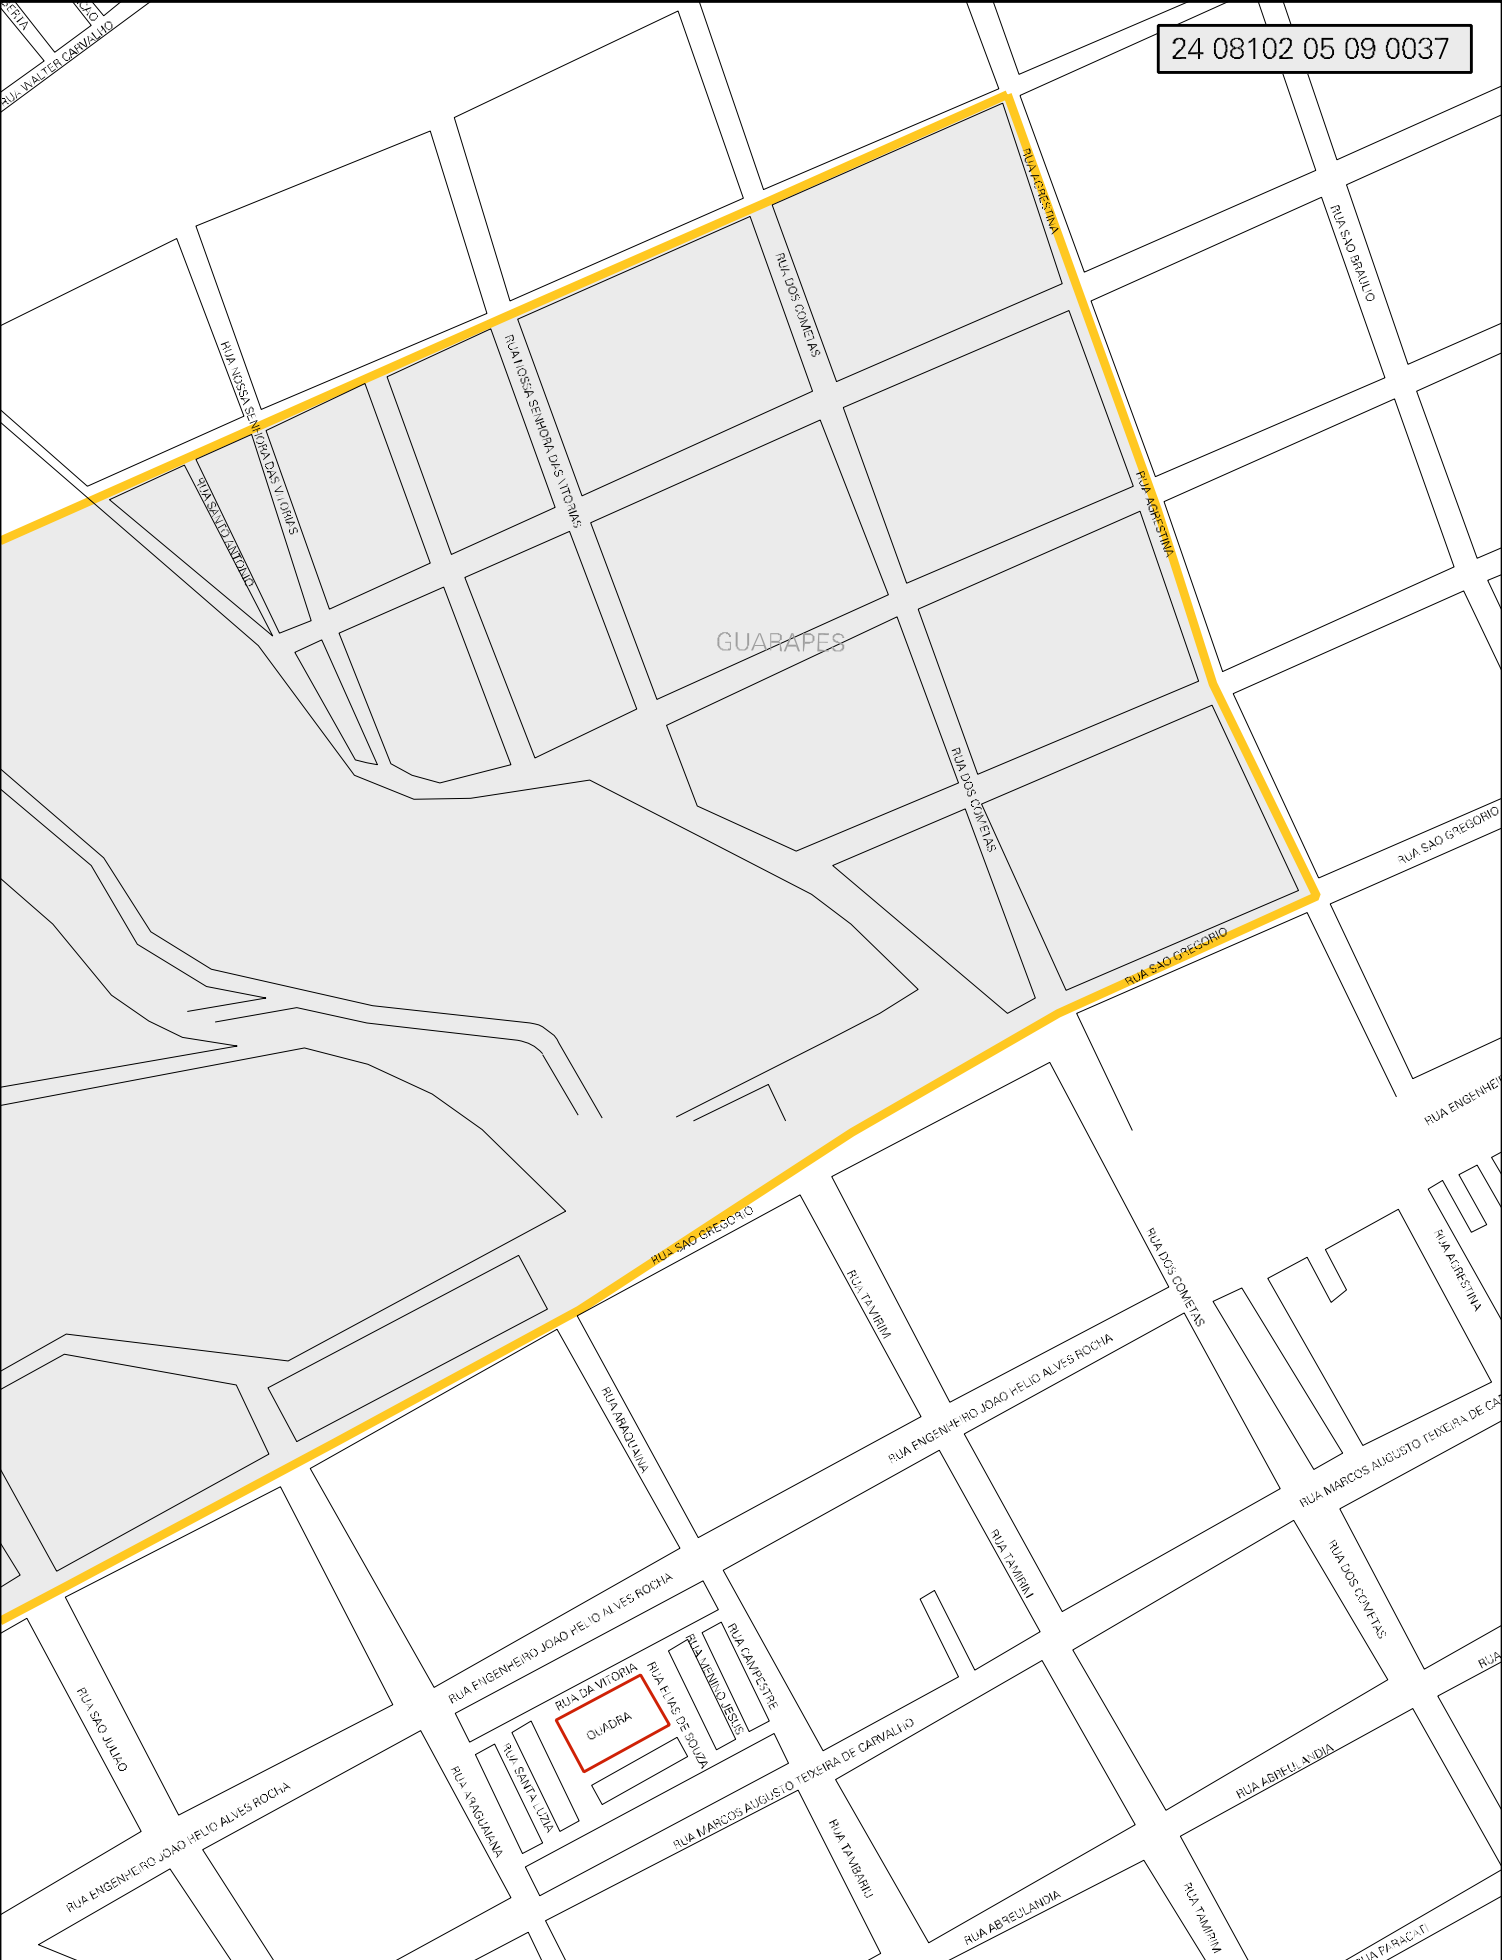 RUA WALTER CARVALHO
24 08102 05 09 0037
RUA AGRESTINA
RUA SAO BRAULIO
RUA DOS COMETAS
RUA NOSSA SENHORA DAS VITORIAS
RUA NOSSA SENHORA DAS VITORIAS
RUA SANTO ANTONIO
RUA AGRESTINA
GUARAPES
RUA DOS COMETAS
RUA SAO GREGORIO
RUA SAO GREGORIO
RUA ENGENHEI
RUA SAO GREGORIO
RUA TAVIRIM
RUA DOS COMETAS
RUA AGRESTINA
RUA ENGENHEIRO JOAO HELIO ALVES ROCHA
RUA ARAQUAINA
RUA MARCOS AUGUSTO TEIXEIRA DE CA
RUA TAMIRIM
RUA DOS COMETAS
RUA ENGENHEIRO JOAO HELIO ALVES ROCHA
RUA
RUA DA VITORIA
RUA CAMPESTRE
RUA MENINO JESUS
RUA ELIAS DE SOUZA
QUADRA
RUA SAO JULIAO
RUA SANTA LUZIA
RUA ARAGUAIANA
RUA MARCOS AUGUSTO TEIXEIRA DE CARVALHO
RUA ABREULANDIA
RUA ENGENHEIRO JOAO HELIO ALVES ROCHA
RUA TAMBARIU
RUA ABREULANDIA
RUA TAMIRIM
RUA PARACATI